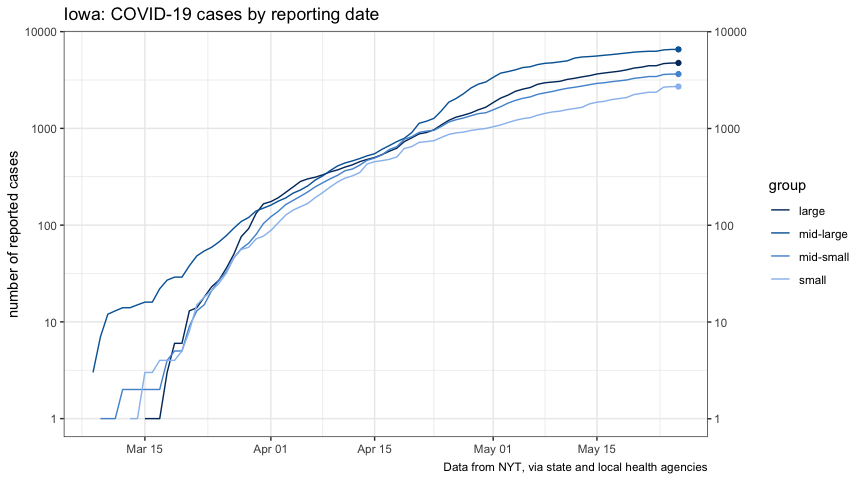 Iowa: COVID-19 cases by reporting date
number of reported cases
10000
1000
100
10
1
10000
1000
100
10
1
Mar 15
Apr 01
Apr 15
May 01
May 15
group
large
mid-large
mid-small
small
Data from NYT, via state and local health agencies